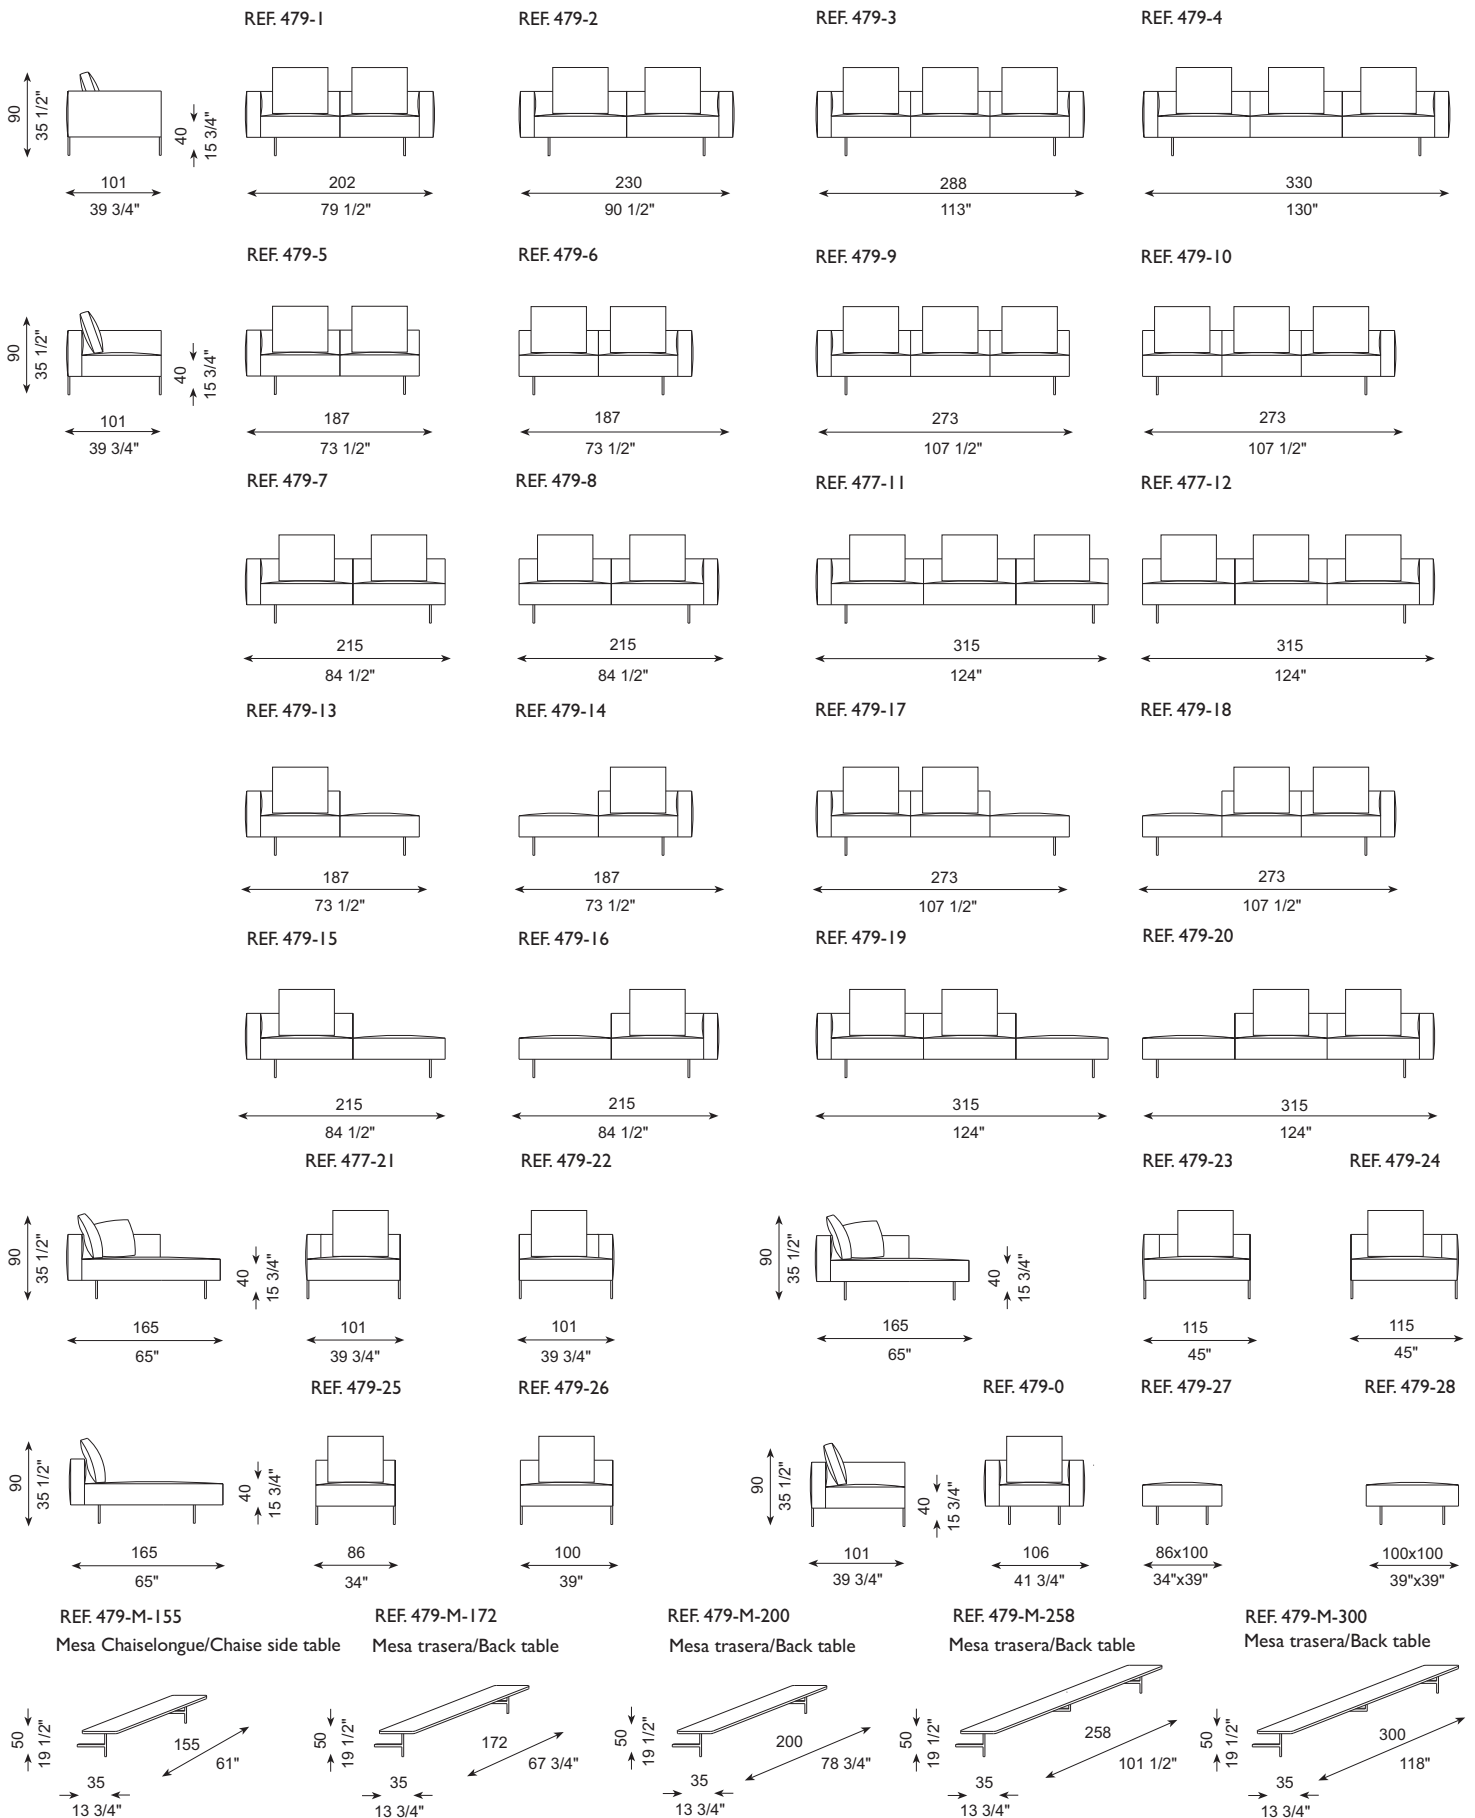 REF. 479-1
REF. 479-2
REF. 479-3
REF. 479-4
90
35 1/2"
40
15 3/4"
101
39 3/4"
202
79 1/2"
230
90 1/2"
288
113"
330
130"
REF. 479-5
REF. 479-6
REF. 479-9
REF. 479-10
90
35 1/2"
40
15 3/4"
101
39 3/4"
187
73 1/2"
187
73 1/2"
273
107 1/2"
273
107 1/2"
REF. 479-7
REF. 479-8
REF. 477-11
REF. 477-12
215
84 1/2"
215
84 1/2"
315
124"
315
124"
REF. 479-13
REF. 479-14
REF. 479-17
REF. 479-18
187
73 1/2"
187
73 1/2"
273
107 1/2"
273
107 1/2"
REF. 479-15
REF. 479-16
REF. 479-19
REF. 479-20
215
84 1/2"
215
84 1/2"
315
124"
315
124"
REF. 477-21
REF. 479-22
REF. 479-23
REF. 479-24
90
35 1/2"
40
15 3/4"
90
35 1/2"
40
15 3/4"
165
65"
101
39 3/4"
101
39 3/4"
165
65"
115
45"
115
45"
REF. 479-25
REF. 479-26
REF. 479-0
REF. 479-27
REF. 479-28
90
35 1/2"
40
15 3/4"
90
35 1/2"
40
15 3/4"
165
65"
86
34"
100
39"
101
39 3/4"
106
41 3/4"
86x100
34"x39"
100x100
39"x39"
REF. 479-M-155
Mesa Chaiselongue/Chaise side table
REF. 479-M-172
Mesa trasera/Back table
REF. 479-M-200
Mesa trasera/Back table
REF. 479-M-258
Mesa trasera/Back table
REF. 479-M-300
Mesa trasera/Back table
50
19 1/2"
155
61"
35
13 3/4"
50
19 1/2"
172
67 3/4"
35
13 3/4"
50
19 1/2"
200
78 3/4"
35
13 3/4"
50
19 1/2"
258
101 1/2"
35
13 3/4"
50
19 1/2"
300
118"
35
13 3/4"